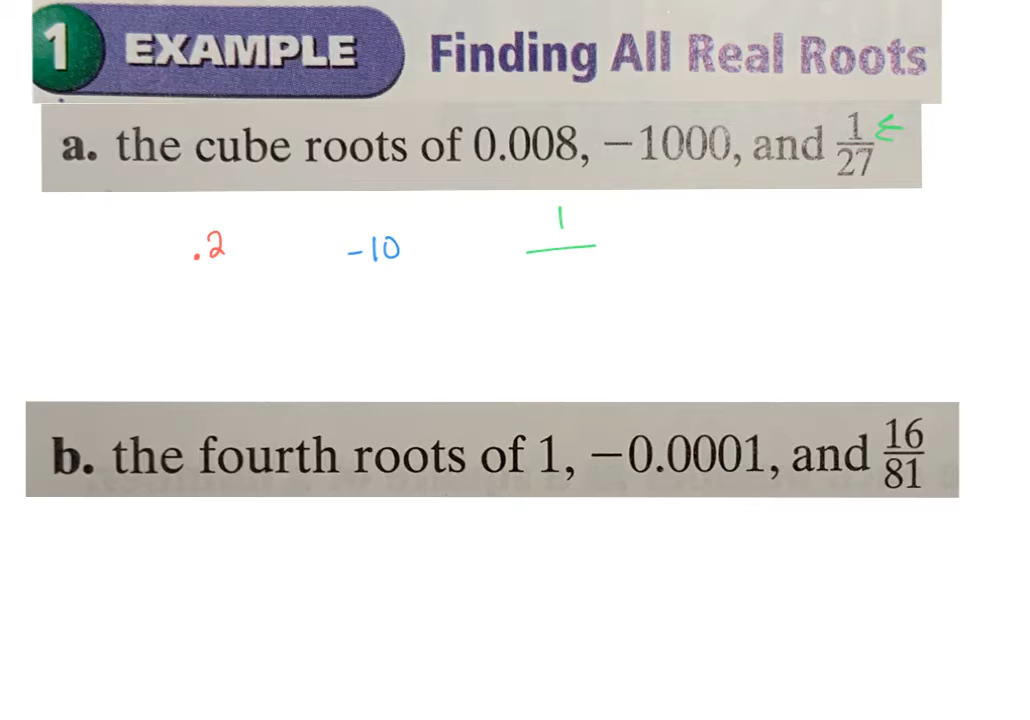 1 EXAMPLE Finding All Real Roots
a. the cube roots of 0.008, −1000, and 1/27
.2 -10 1
b. the fourth roots of 1, −0.0001, and 16/81